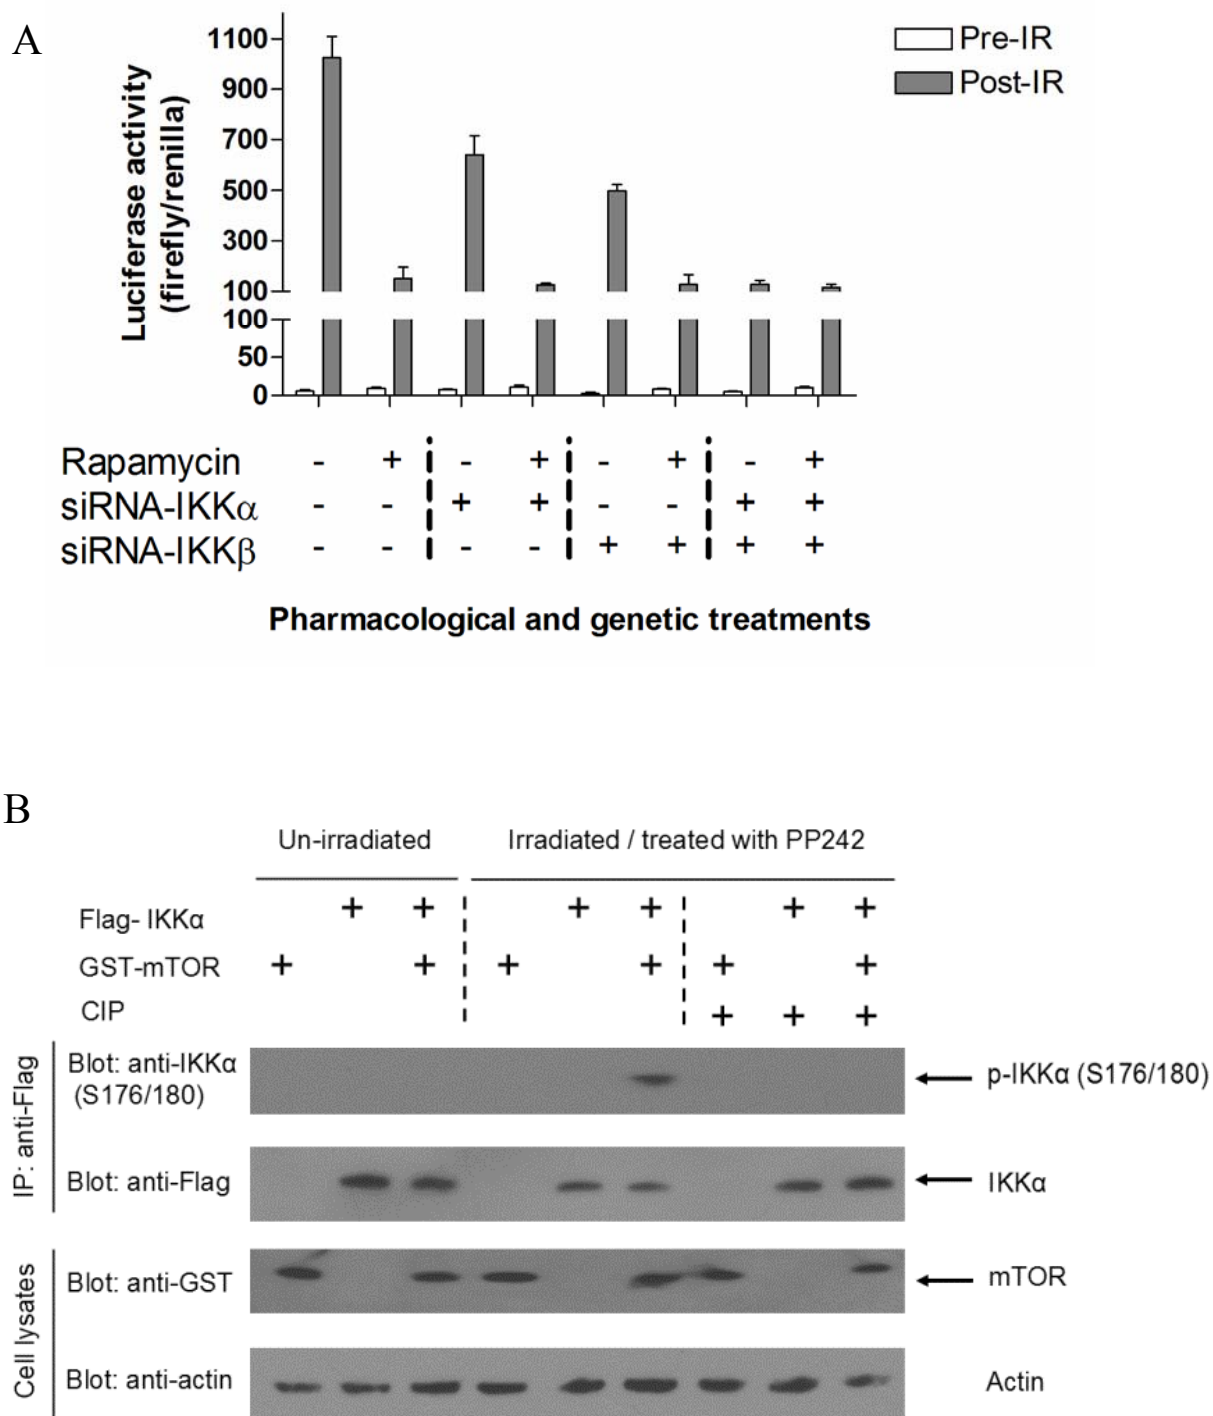 A
1100
900
700
500
300
100
100
50
0
Luciferase activity
(firefly/renilla)
Pre-IR
Post-IR
Rapamycin - + - + - + - +
siRNA-IKKα - - + + - - + +
siRNA-IKKβ - - - - + + + +
Pharmacological and genetic treatments
B
Un-irradiated Irradiated / treated with PP242
Flag- IKKα + + + + + +
GST-mTOR + + + + + +
CIP + + +
IP: anti-Flag
Blot: anti-IKKα
(S176/180)
p-IKKα (S176/180)
Blot: anti-Flag
IKKα
Cell lysates
Blot: anti-GST
mTOR
Blot: anti-actin
Actin